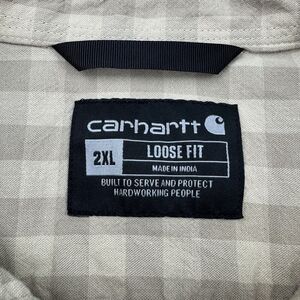 carhartt
2XL LOOSE FIT
MADE IN INDIA
BUILT TO SERVE AND PROTECT
HARDWORKING PEOPLE